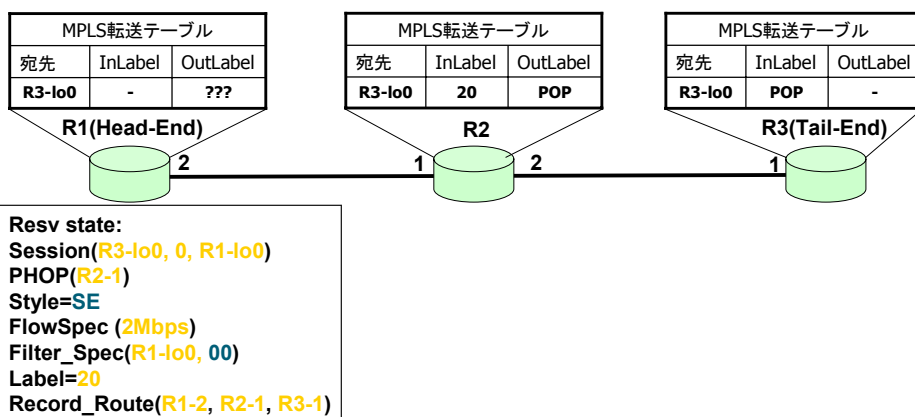 MPLS転送テーブル
宛先 InLabel OutLabel
R3-lo0 - ???
MPLS転送テーブル
宛先 InLabel OutLabel
R3-lo0 20 POP
MPLS転送テーブル
宛先 InLabel OutLabel
R3-lo0 POP -
R1(Head-End)
R2
R3(Tail-End)
2
1
2
1
Resv state:
Session(R3-lo0, 0, R1-lo0)
PHOP(R2-1)
Style=SE
FlowSpec (2Mbps)
Filter_Spec(R1-lo0, 00)
Label=20
Record_Route(R1-2, R2-1, R3-1)